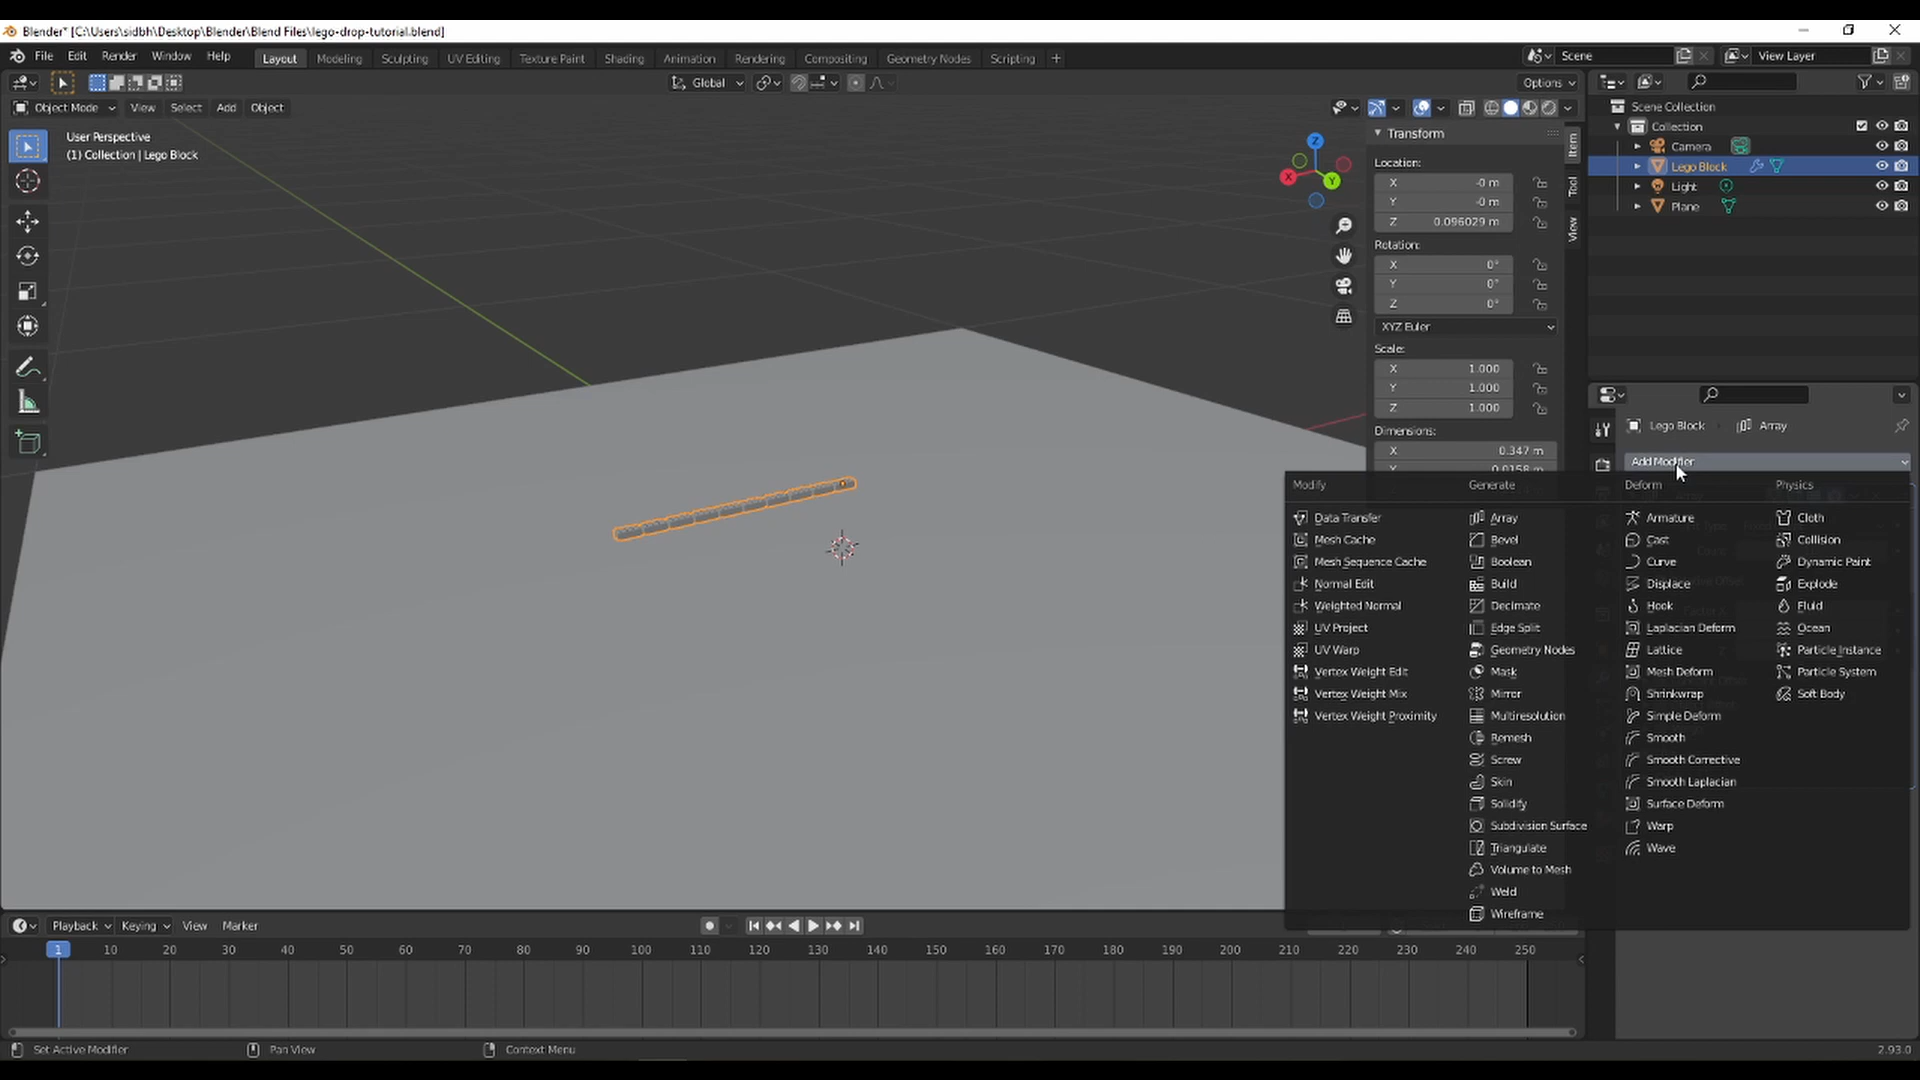 Blender* [C:\Users\sidbh\Desktop\Blender\Blend Files\lego-drop-tutorial.blend]
File Edit Render Window Help Layout Modeling Sculpting UV Editing Texture Paint Shading Animation Rendering Compositing Geometry Nodes Scripting + Scene View Layer
Global Options
Object Mode View Select Add Object
User Perspective
(1) Collection | Lego Block
X Y Z
Transform
Location:
X -0 m
Y -0 m
Z 0.096029 m
Rotation:
X 0°
Y 0°
Z 0°
XYZ Euler
Scale:
X 1.000
Y 1.000
Z 1.000
Dimensions:
X 0.347 m
Y 0.0158 m
Item
Tool
View
Scene Collection
Collection
Camera
Lego Block
Light
Plane
Lego Block Array
Add Modifier
Modify
Data Transfer
Mesh Cache
Mesh Sequence Cache
Normal Edit
Weighted Normal
UV Project
UV Warp
Vertex Weight Edit
Vertex Weight Mix
Vertex Weight Proximity
Generate
Array
Bevel
Boolean
Build
Decimate
Edge Split
Geometry Nodes
Mask
Mirror
Multiresolution
Remesh
Screw
Skin
Solidify
Subdivision Surface
Triangulate
Volume to Mesh
Weld
Wireframe
Deform
Armature
Cast
Curve
Displace
Hook
Laplacian Deform
Lattice
Mesh Deform
Shrinkwrap
Simple Deform
Smooth
Smooth Corrective
Smooth Laplacian
Surface Deform
Warp
Wave
Physics
Cloth
Collision
Dynamic Paint
Explode
Fluid
Ocean
Particle Instance
Particle System
Soft Body
Playback Keying View Marker
1 10 20 30 40 50 60 70 80 90 100 110 120 130 140 150 160 170 180 190 200 210 220 230 240 250
Set Active Modifier Pan View Context Menu 2.93.0